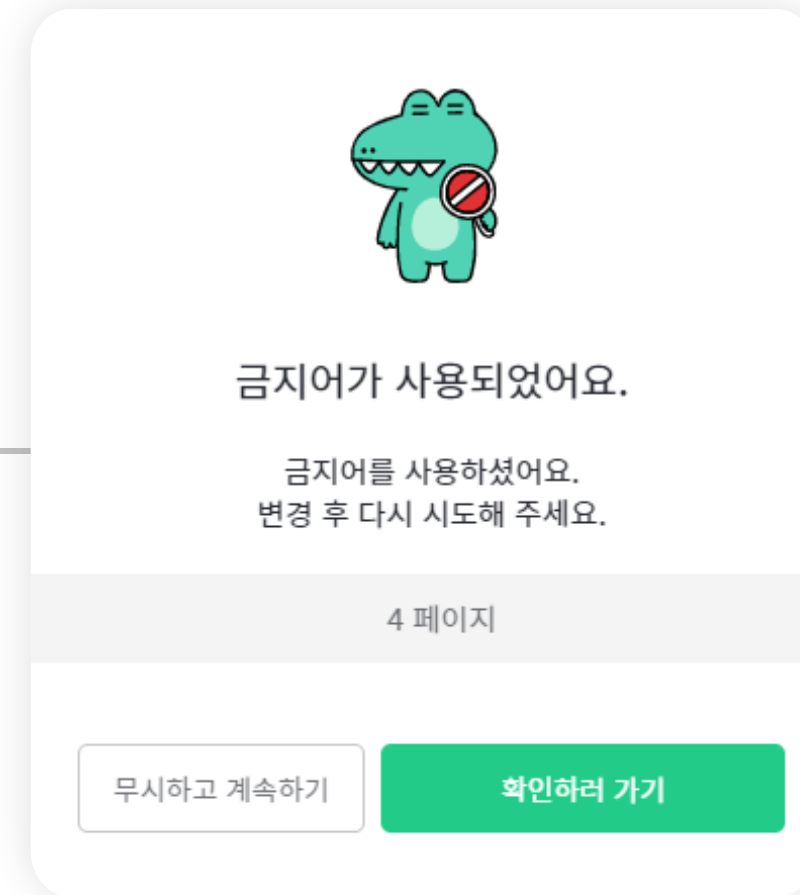 금지어가 사용되었어요.
금지어를 사용하셨어요.
변경 후 다시 시도해 주세요.
4 페이지
무시하고 계속하기
확인하러 가기